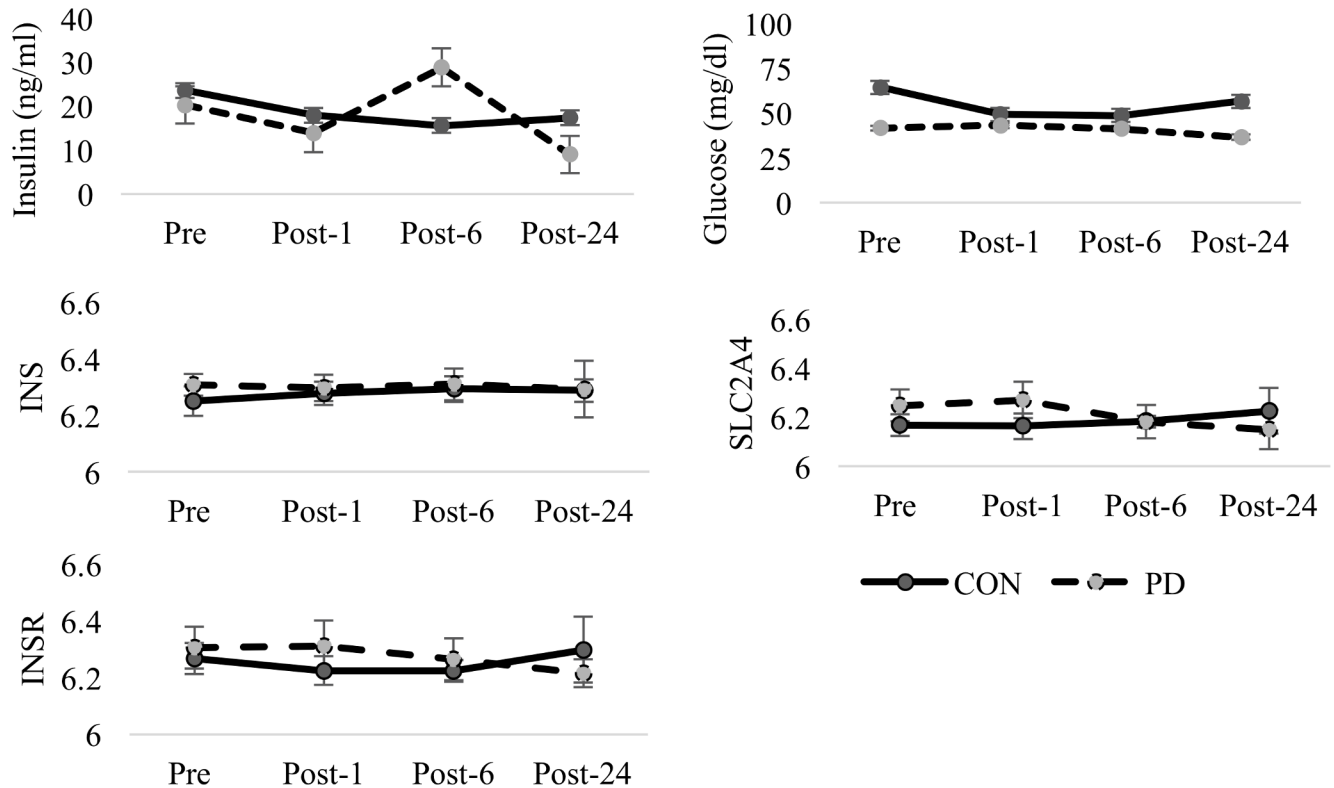 Insulin (ng/ml)
40
30
20
10
0
Pre Post-1 Post-6 Post-24
Glucose (mg/dl)
100
75
50
25
0
Pre Post-1 Post-6 Post-24
INS
6.6
6.4
6.2
6
Pre Post-1 Post-6 Post-24
SLC2A4
6.6
6.4
6.2
6
Pre Post-1 Post-6 Post-24
INSR
6.6
6.4
6.2
6
Pre Post-1 Post-6 Post-24
CON PD